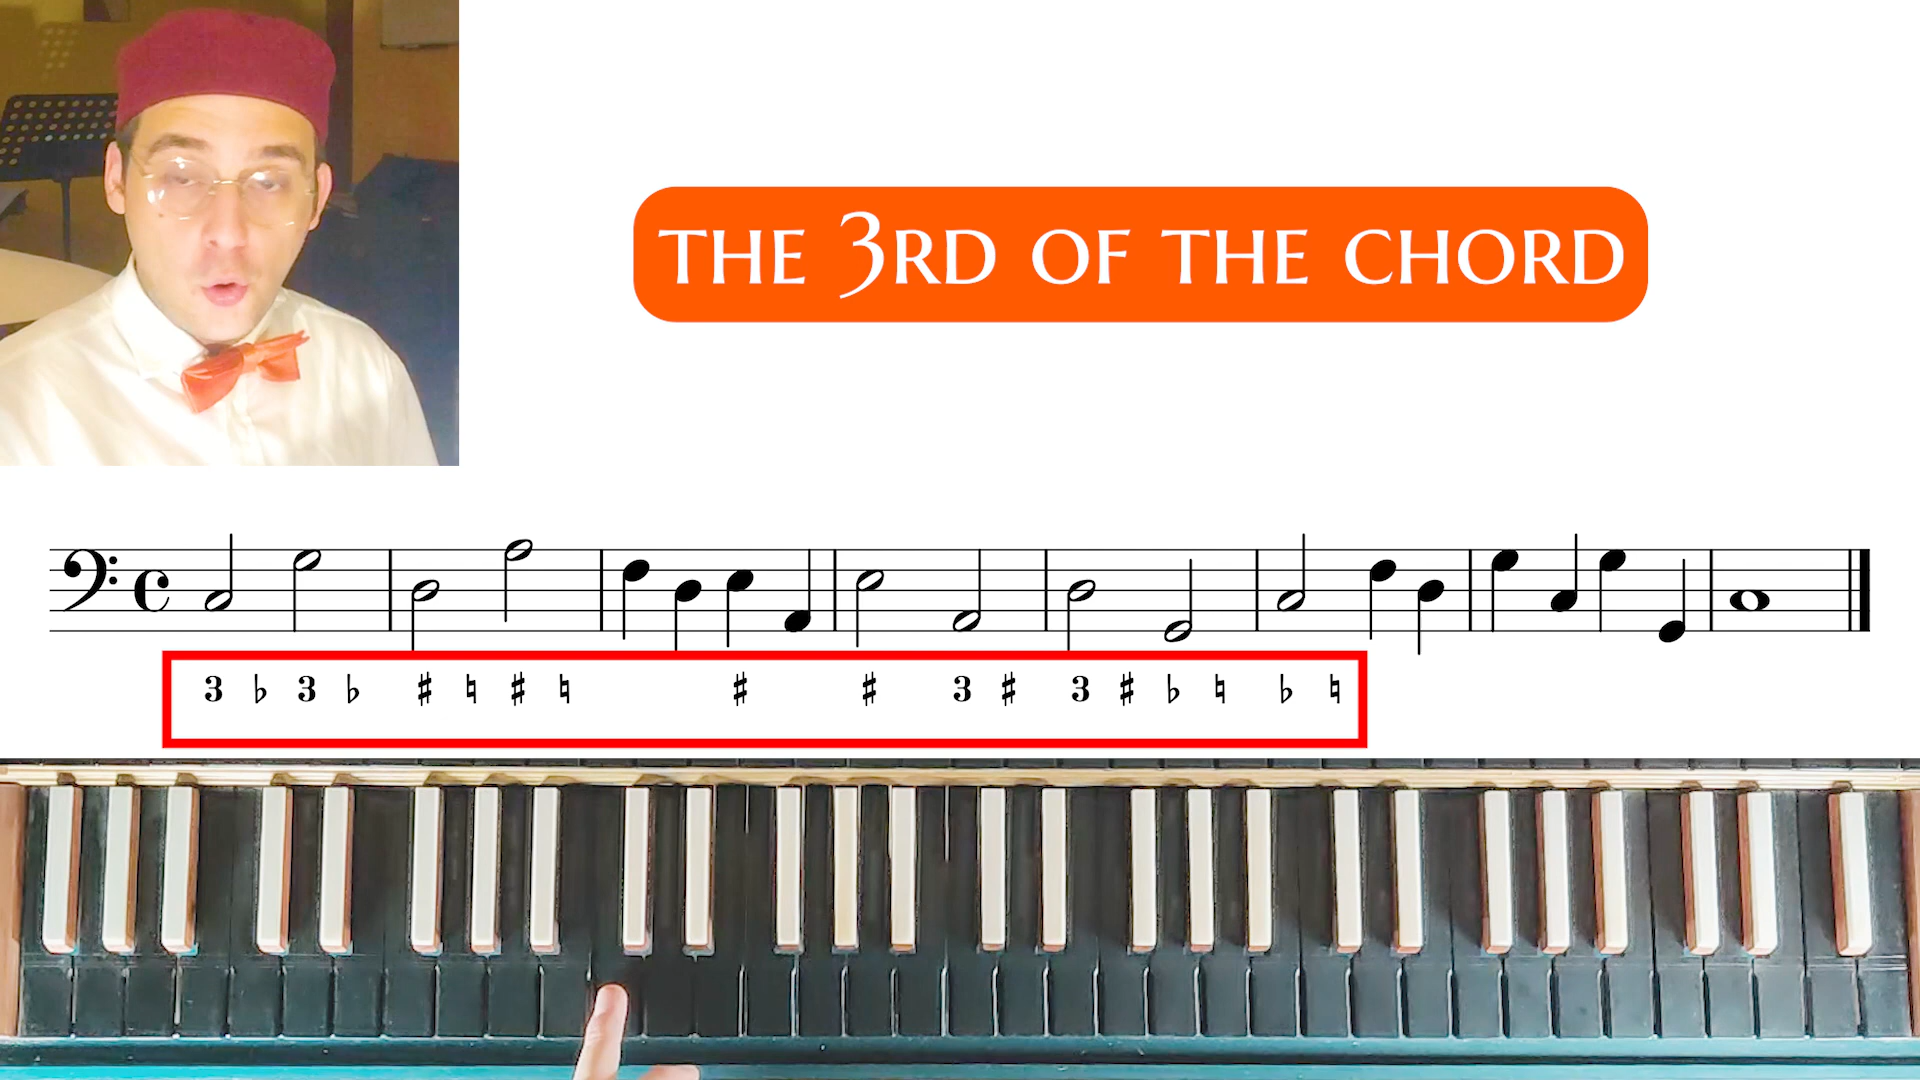 THE 3RD OF THE CHORD
3 ♭ 3 ♭ ♯ ♮ ♯ ♮ ♯ ♯ 3 ♯ 3 ♯ ♭ ♮ ♭ ♮